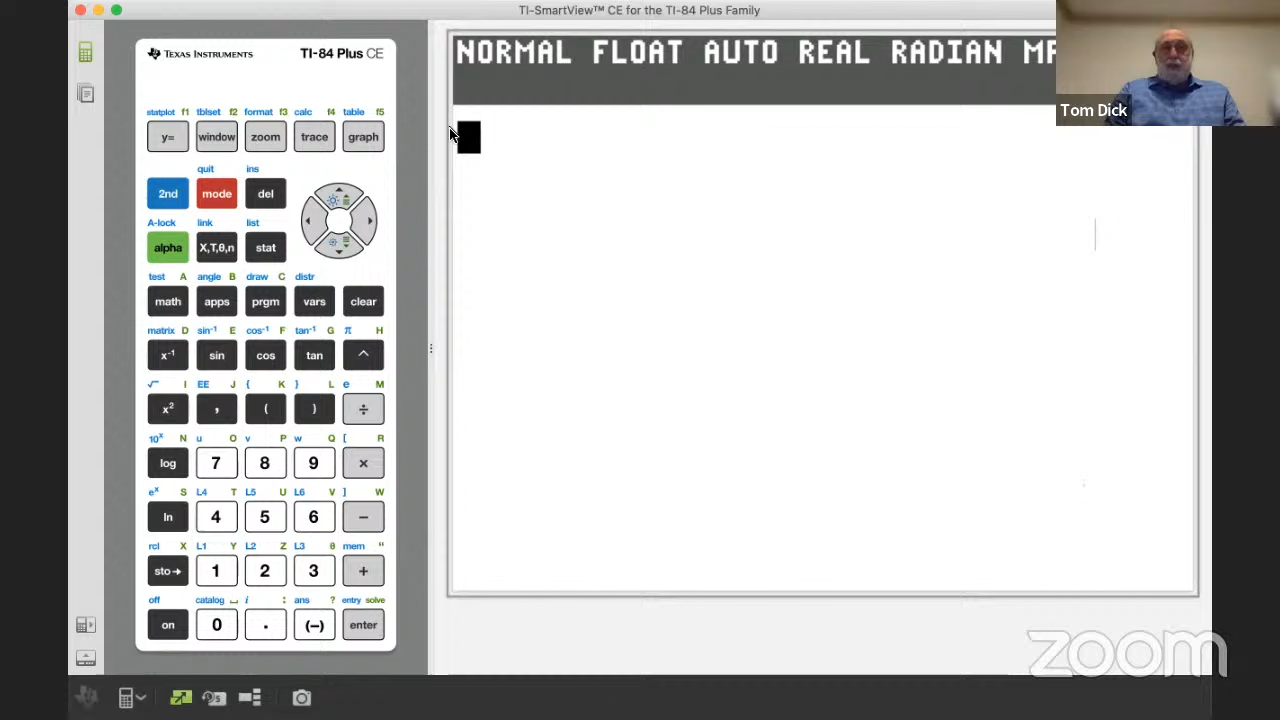 TI-SmartView™ CE for the TI-84 Plus Family
TEXAS INSTRUMENTS TI-84 Plus CE
statplot f1 tblset f2 format f3 calc f4 table f5
y= window zoom trace graph
quit ins
2nd mode del
A-lock link list
alpha X,T,θ,n stat
test A angle B draw C distr
math apps prgm vars clear
matrix D sin⁻¹ E cos⁻¹ F tan⁻¹ G π H
x⁻¹ sin cos tan ^
√‾ I EE J { K } L e M
x² , ( ) ÷
10ˣ N u O v P w Q [ R
log 7 8 9 ×
eˣ S L4 T L5 U L6 V ] W
ln 4 5 6 −
rcl X L1 Y L2 Z L3 θ mem “
sto→ 1 2 3 +
off catalog ⎵ i : ans ? entry solve
on 0 . (−) enter
NORMAL FLOAT AUTO REAL RADIAN
Tom Dick
zoom